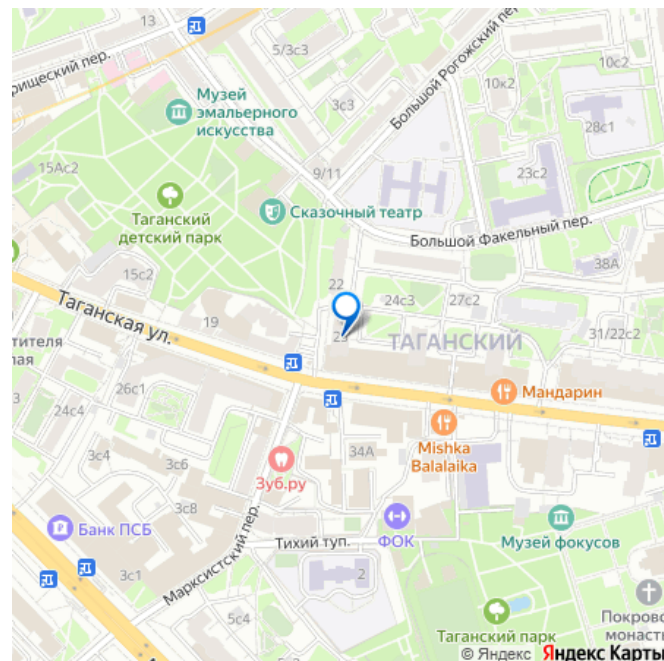 13
5/3с3
Большой Рогожский пер.
10с2
10к2
Музей
эмальерного
искусства
3с3
28с1
15Ас2
9/11
23с2
Таганский
детский парк
Сказочный театр
Большой Факельный пер.
38А
15с2
22
24с3
27с2
Таганская ул.
19
31/22с2
ТАГАНСКИЙ
26с1
24с4
Мандарин
34А
Mishka
Balalaika
3с4
3с6
Зуб.ру
3с8
Банк ПСБ
ФОК
Музей фокусов
Тихий туп.
Марксистский пер.
3с1
2
5с4
Таганский парк
© Яндекс Яндекс Карты